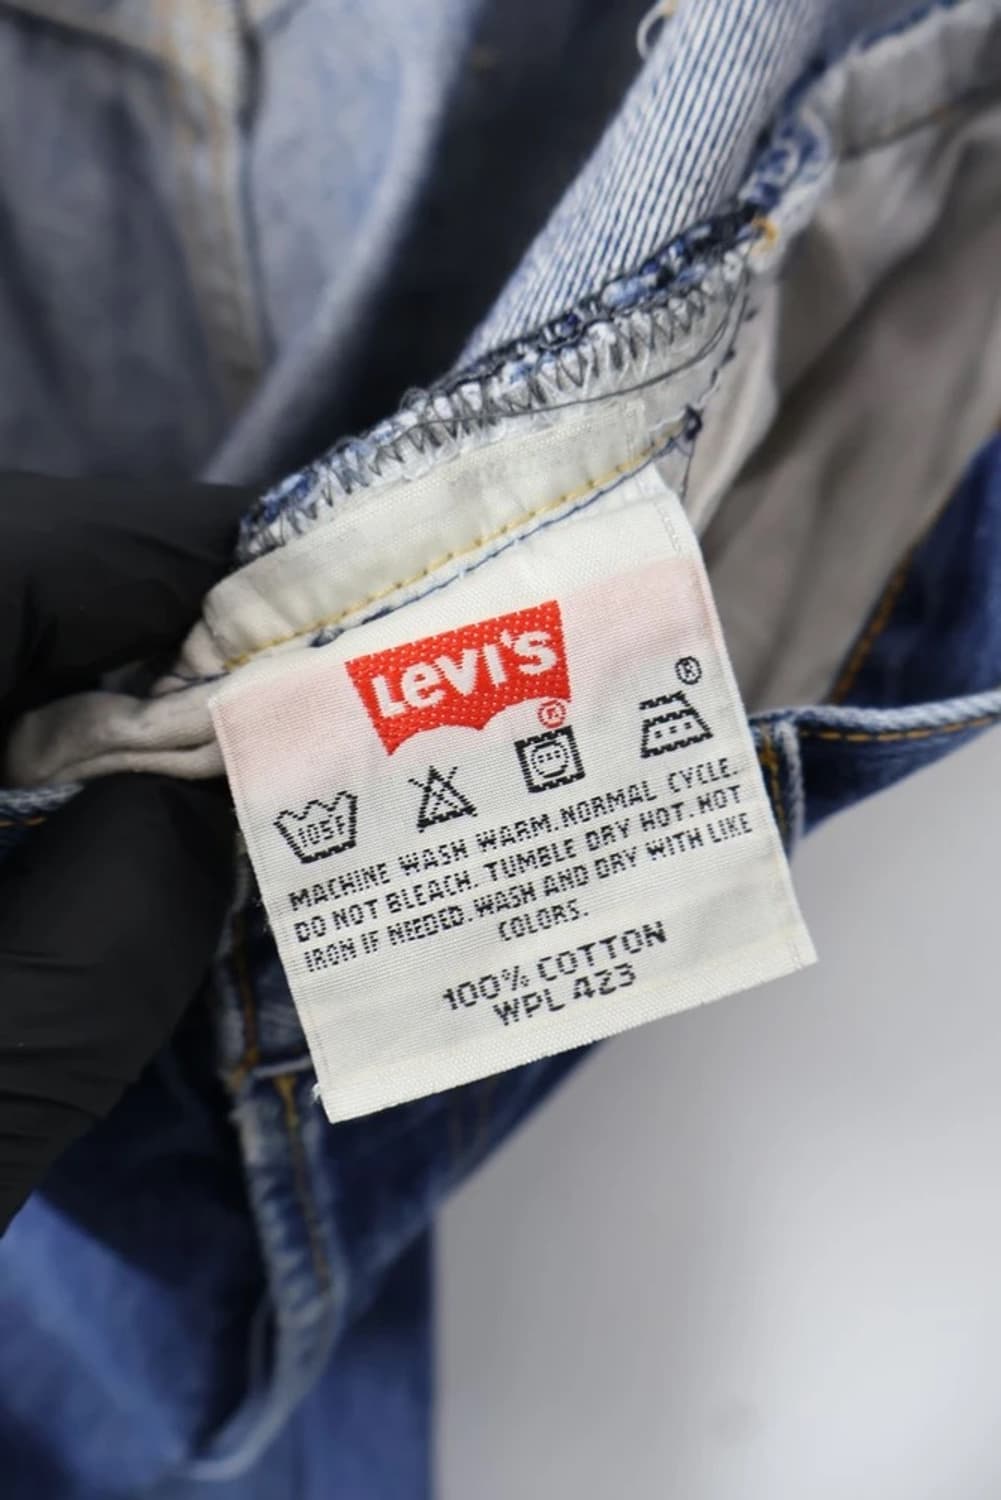 Levi's
®
®
105F
MACHINE WASH WARM. NORMAL CYCLE.
DO NOT BLEACH. TUMBLE DRY HOT. HOT
IRON IF NEEDED. WASH AND DRY WITH LIKE
COLORS.
100% COTTON
WPL 423